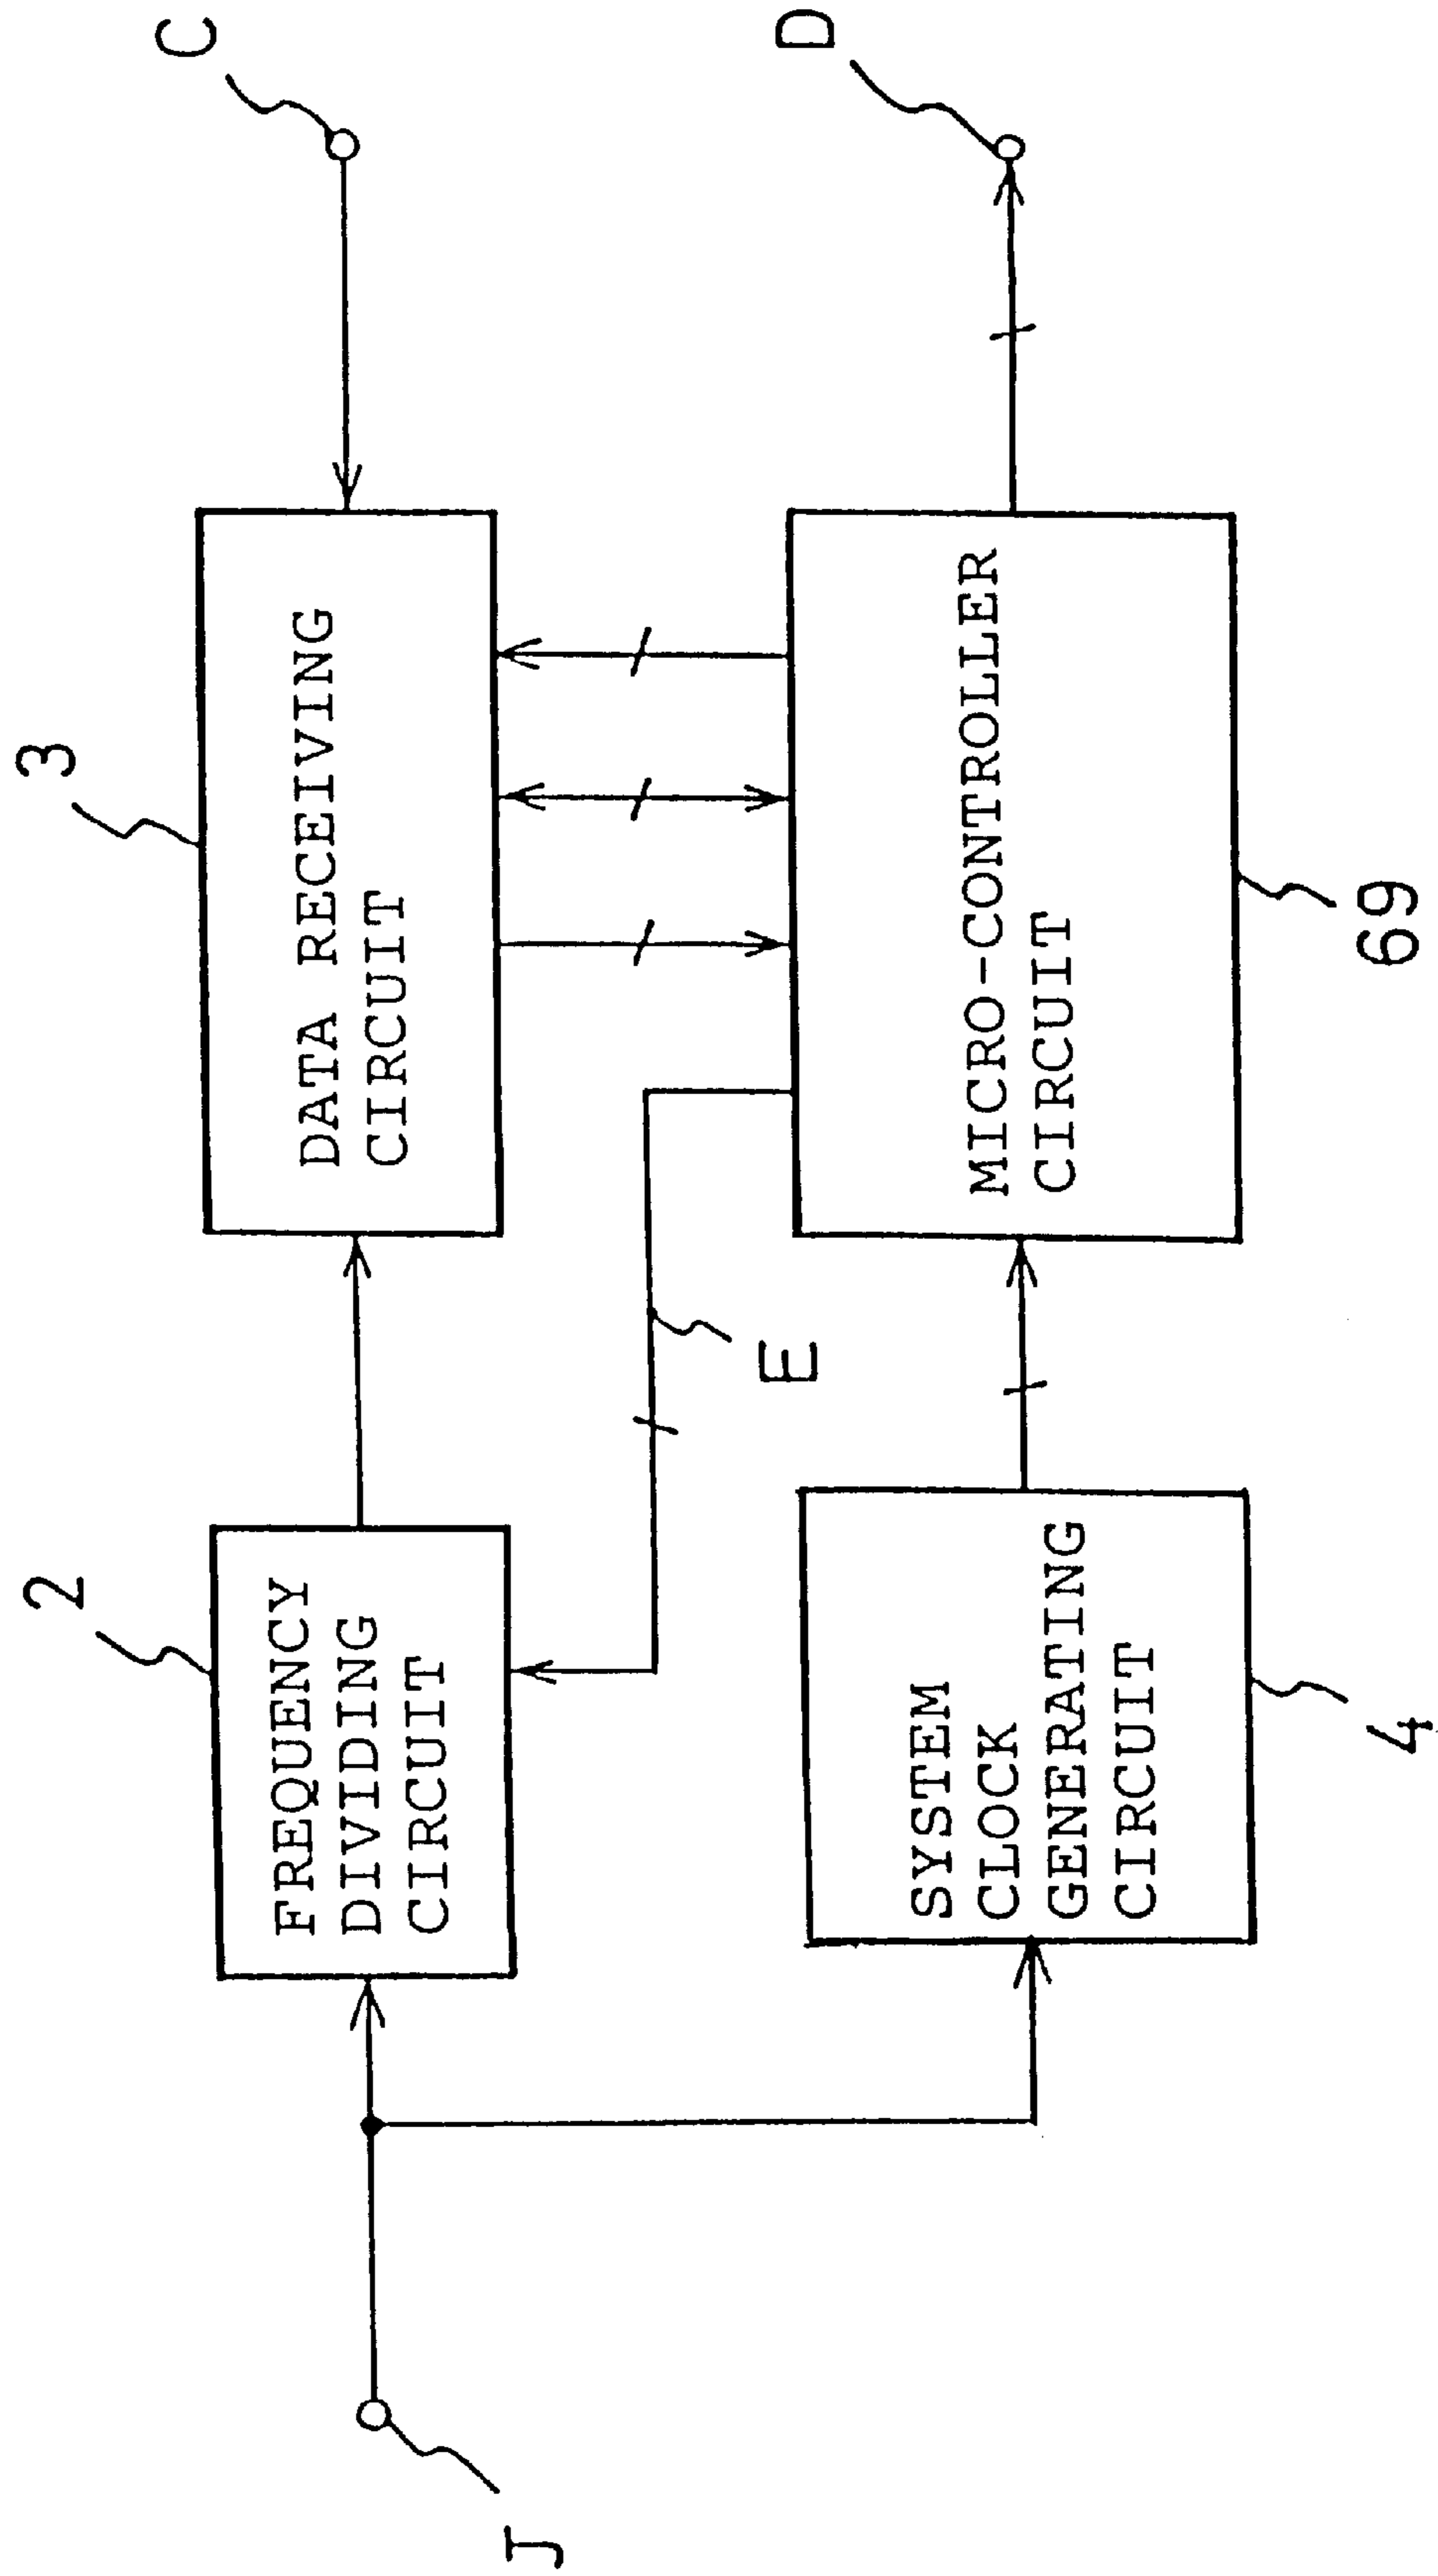 2
3
C
FREQUENCY
DIVIDING
CIRCUIT
DATA RECEIVING
CIRCUIT
J
E
D
SYSTEM
CLOCK
GENERATING
CIRCUIT
MICRO-CONTROLLER
CIRCUIT
4
69